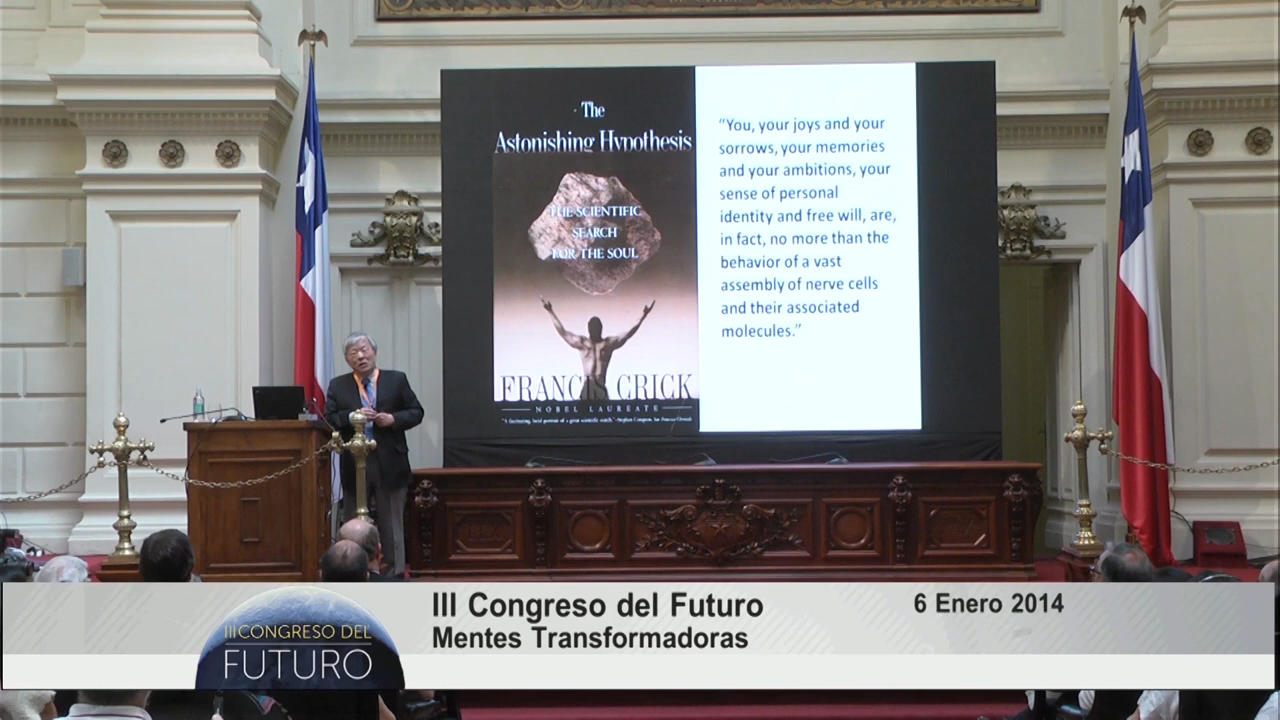 DE CHILE
· The
Astonishing Hypothesis
THE SCIENTIFIC
SEARCH
FOR THE SOUL
FRANCIS CRICK
NOBEL LAUREATE
“You, your joys and your
sorrows, your memories
and your ambitions, your
sense of personal
identity and free will, are,
in fact, no more than the
behavior of a vast
assembly of nerve cells
and their associated
molecules.”
III Congreso del Futuro
Mentes Transformadoras
6 Enero 2014
III CONGRESO DEL
FUTURO